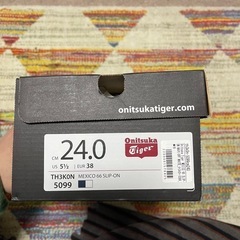 onitsukatiger.com
Onitsuka
Tiger
CM 24.0
US 5½ EUR 38
TH3K0N MEXICO 66 SLIP-ON
5099